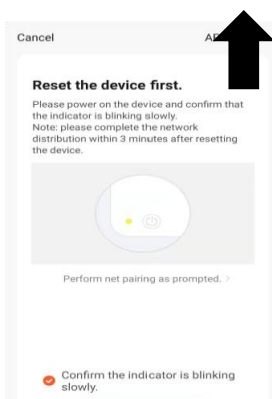 Cancel
Reset the device first.
Please power on the device and confirm that
the indicator is blinking slowly.
Note: please complete the network
distribution within 3 minutes after resetting
the device.
Perform net pairing as prompted. >
Confirm the indicator is blinking
slowly.